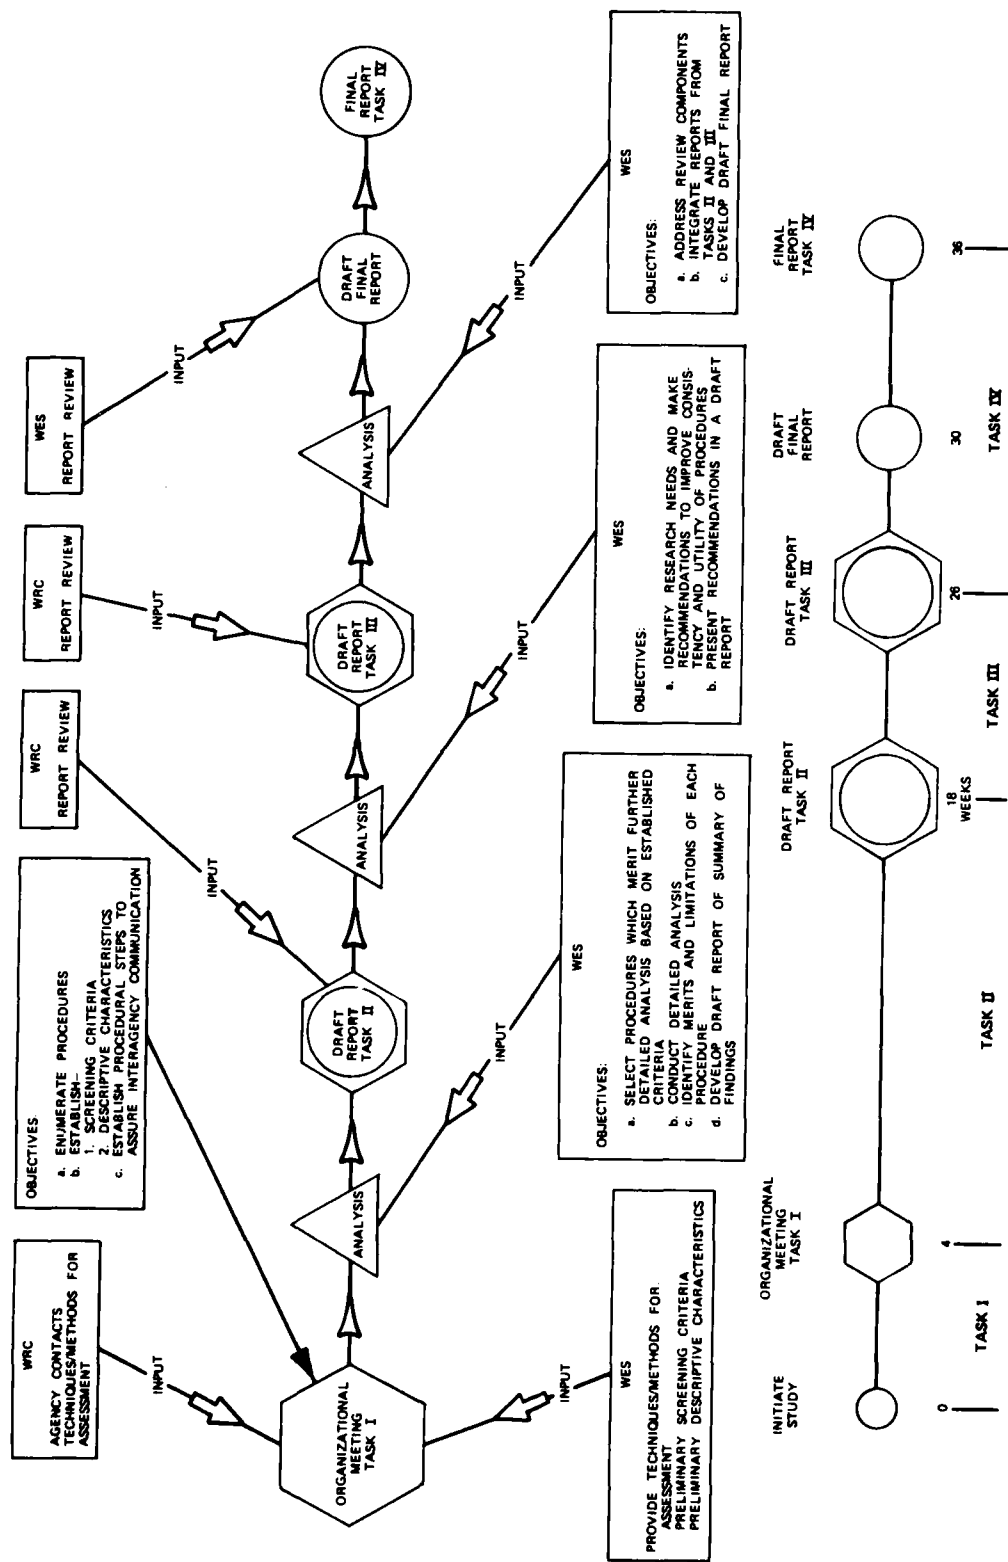 WRC
AGENCY CONTACTS
TECHNIQUES/METHODS FOR
ASSESSMENT
OBJECTIVES:
a. ENUMERATE PROCEDURES
b. ESTABLISH—
1. SCREENING CRITERIA
2. DESCRIPTIVE CHARACTERISTICS
c. ESTABLISH PROCEDURAL STEPS TO
ASSURE INTERAGENCY COMMUNICATION
WRC
REPORT REVIEW
WRC
REPORT REVIEW
WES
REPORT REVIEW
INPUT
INPUT
INPUT
INPUT
ORGANIZATIONAL
MEETING
TASK I
ANALYSIS
DRAFT
REPORT
TASK II
ANALYSIS
DRAFT
REPORT
TASK III
ANALYSIS
DRAFT
FINAL
REPORT
FINAL
REPORT
TASK IV
INPUT
INPUT
INPUT
INPUT
WES
PROVIDE TECHNIQUES/METHODS FOR
ASSESSMENT
PRELIMINARY SCREENING CRITERIA
PRELIMINARY DESCRIPTIVE CHARACTERISTICS
WES
OBJECTIVES:
a. SELECT PROCEDURES WHICH MERIT FURTHER
DETAILED ANALYSIS BASED ON ESTABLISHED
CRITERIA
b. CONDUCT DETAILED ANALYSIS
c. IDENTIFY MERITS AND LIMITATIONS OF EACH
PROCEDURE
d. DEVELOP DRAFT REPORT OF SUMMARY OF
FINDINGS
WES
OBJECTIVES:
a. IDENTIFY RESEARCH NEEDS AND MAKE
RECOMMENDATIONS TO IMPROVE CONSIS-
TENCY AND UTILITY OF PROCEDURES
b. PRESENT RECOMMENDATIONS IN A DRAFT
REPORT
WES
OBJECTIVES:
a. ADDRESS REVIEW COMPONENTS
b. INTEGRATE REPORTS FROM
TASKS II AND III
c. DEVELOP DRAFT FINAL REPORT
INITIATE
STUDY
ORGANIZATIONAL
MEETING
TASK I
DRAFT REPORT
TASK II
DRAFT REPORT
TASK III
DRAFT
FINAL
REPORT
FINAL
REPORT
TASK IV
0
4
18
WEEKS
26
30
36
TASK I
TASK II
TASK III
TASK IV